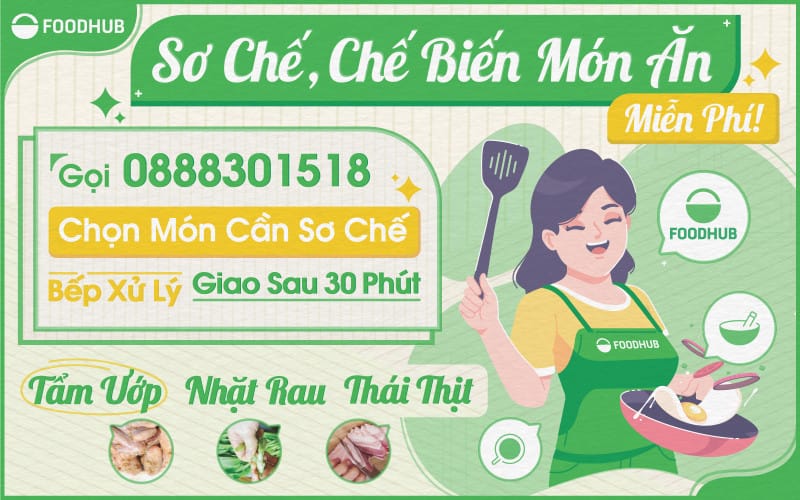 FOODHUB
Sơ Chế, Chế Biến Món Ăn
Miễn Phí!
Gọi 0888301518
Chọn Món Cần Sơ Chế
Bếp Xử Lý Giao Sau 30 Phút
FOODHUB
FOODHUB
Tẩm Ướp Nhặt Rau Thái Thịt